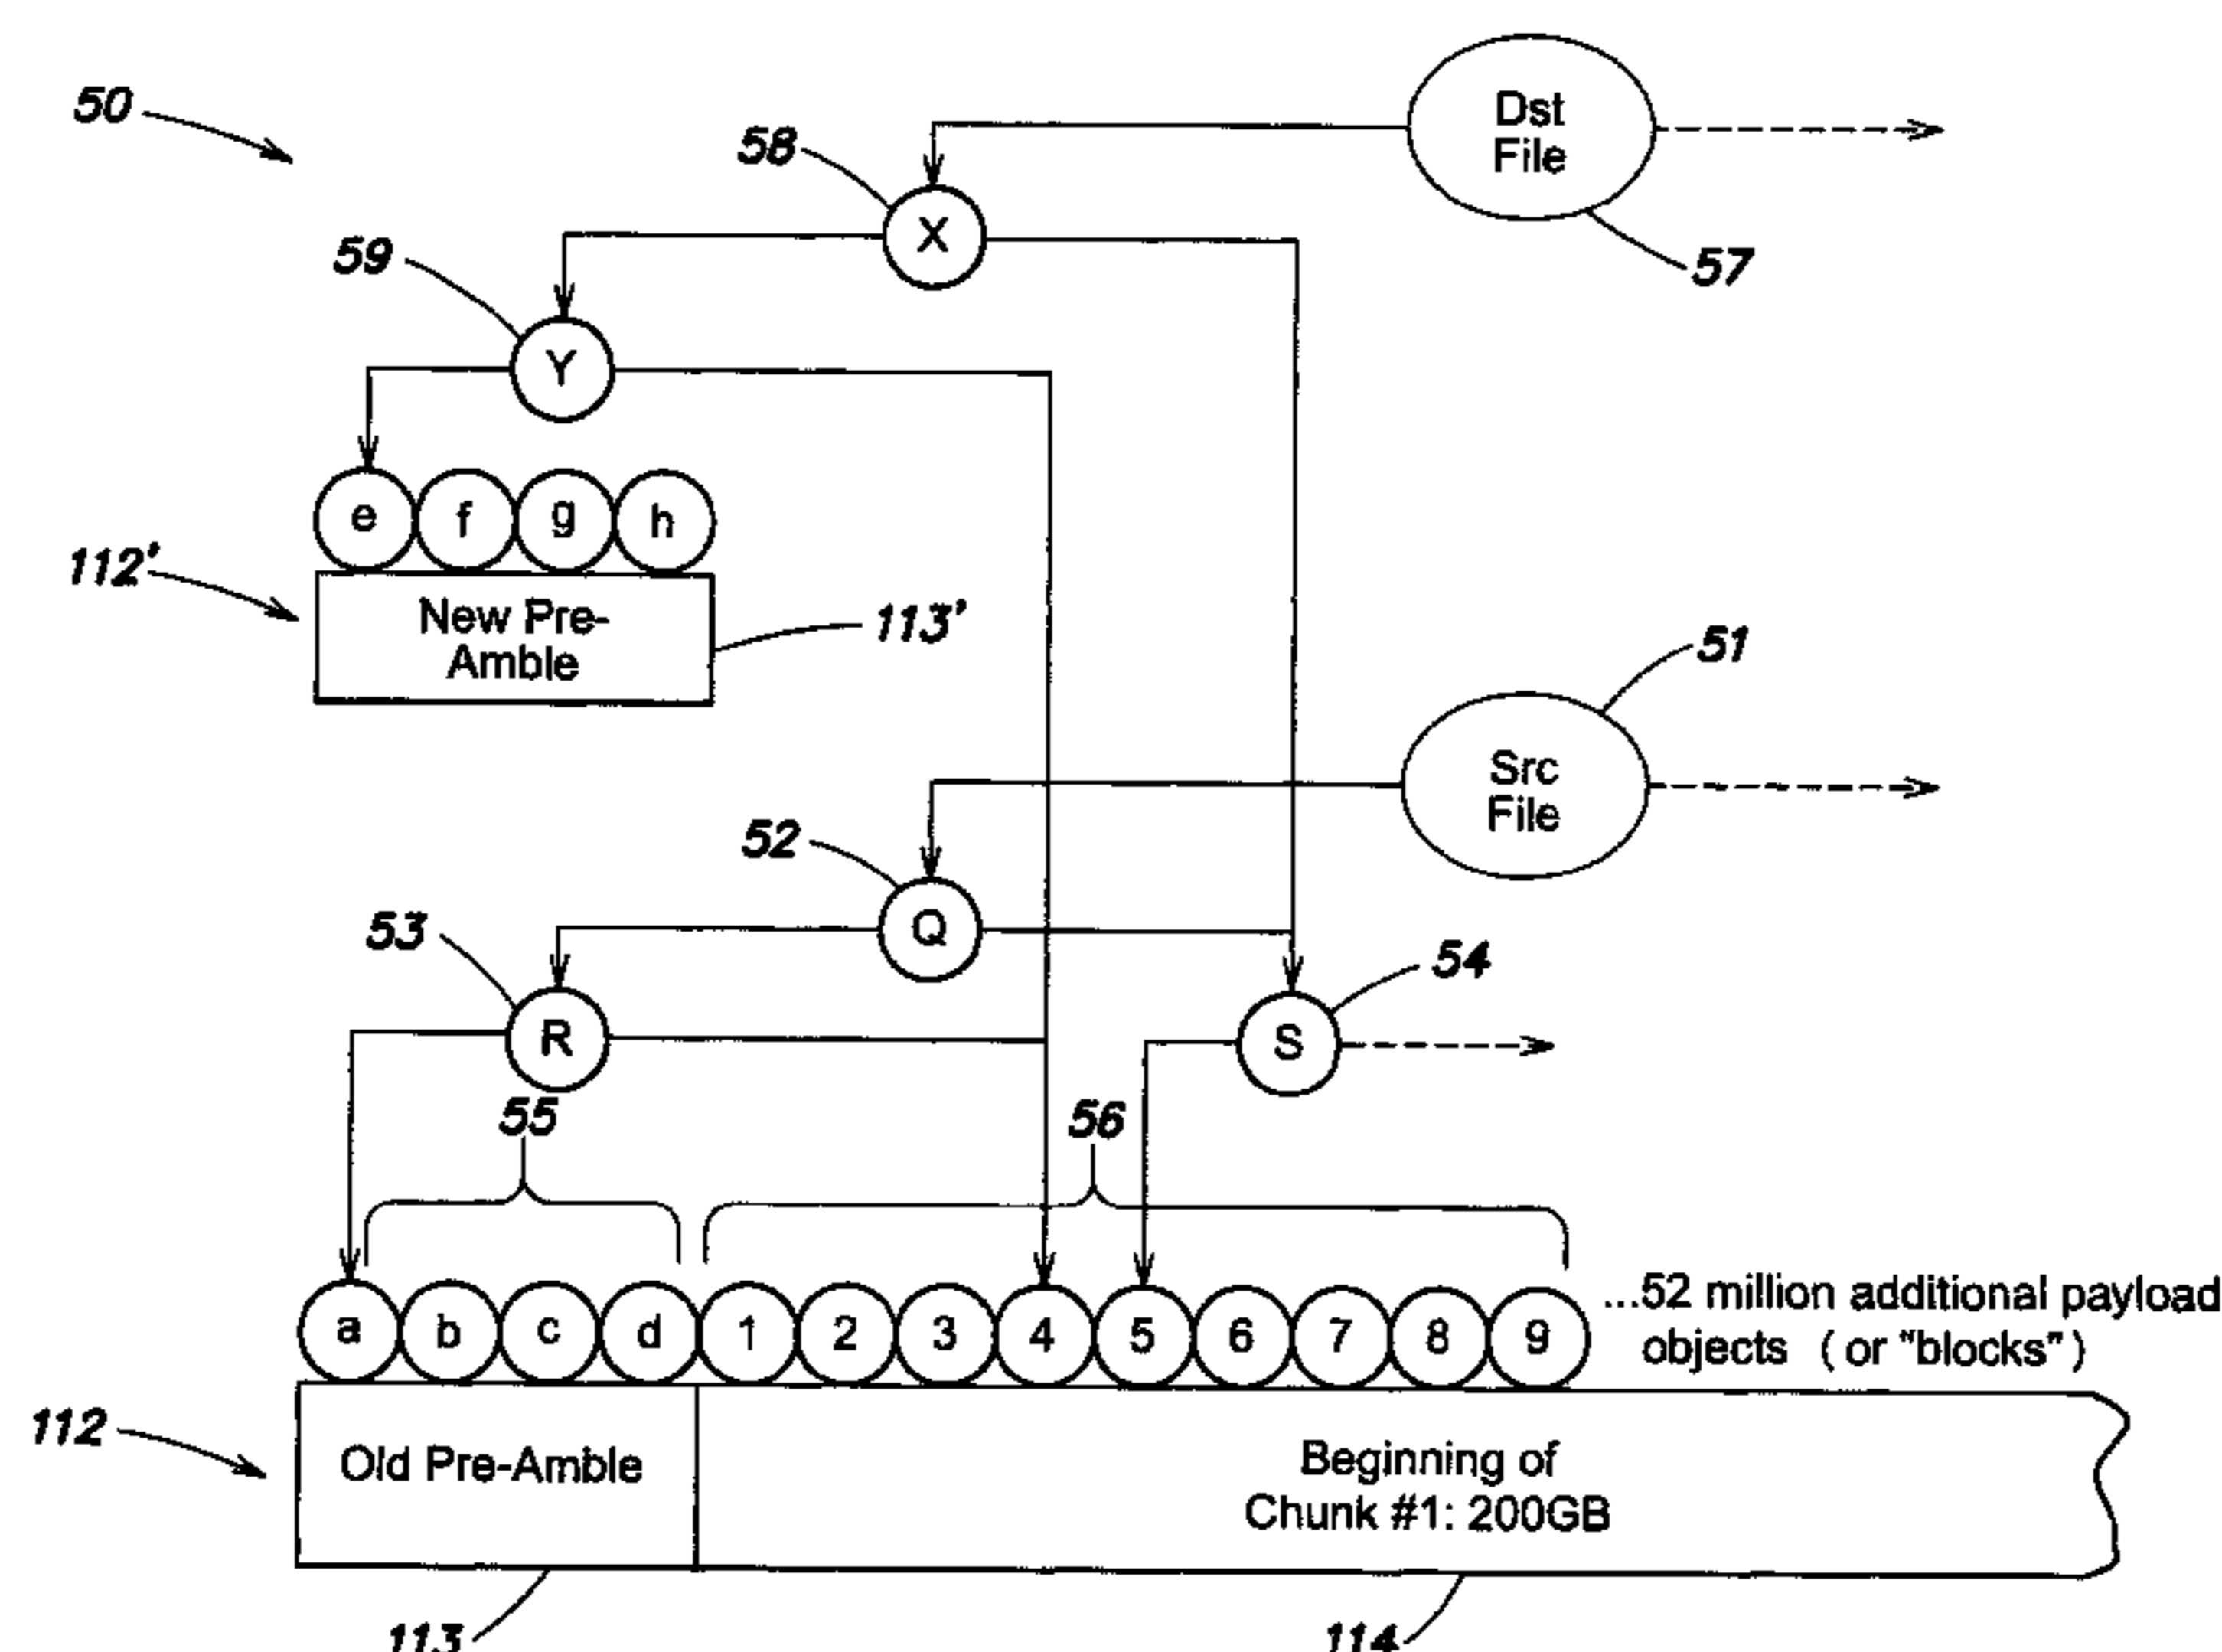 50
58
Dst
File
X
59
57
Y
e f g h
112'
New Pre-
Amble
113'
51
Src
File
52
Q
53
54
R
S
55
56
a b c d 1 2 3 4 5 6 7 8 9
...52 million additional payload
objects ( or "blocks")
112
Old Pre-Amble
Beginning of
Chunk #1: 200GB
113
114